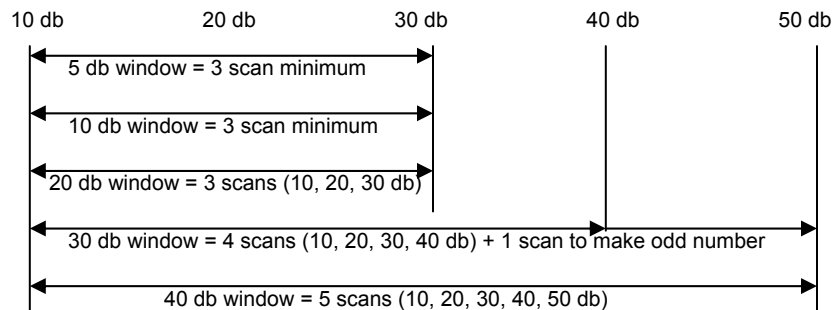 10 db 20 db 30 db 40 db 50 db
5 db window = 3 scan minimum
10 db window = 3 scan minimum
20 db window = 3 scans (10, 20, 30 db)
30 db window = 4 scans (10, 20, 30, 40 db) + 1 scan to make odd number
40 db window = 5 scans (10, 20, 30, 40, 50 db)